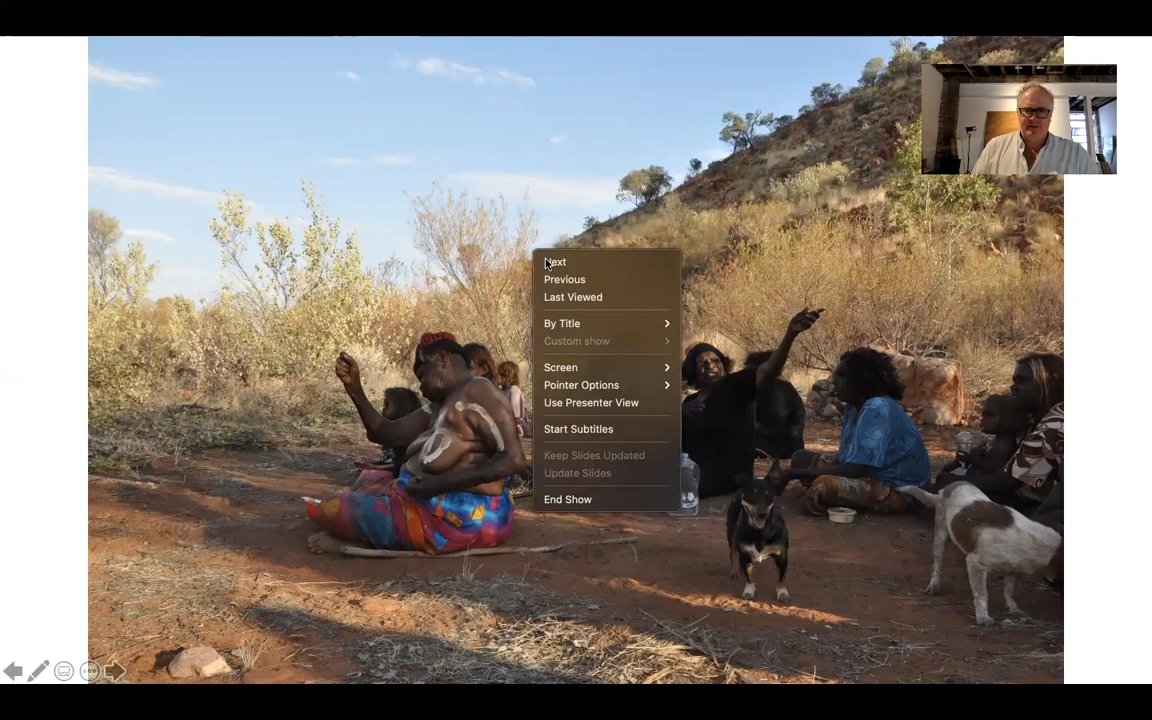 Next
Previous
Last Viewed
By Title
Custom show
Screen
Pointer Options
Use Presenter View
Start Subtitles
Keep Slides Updated
Update Slides
End Show